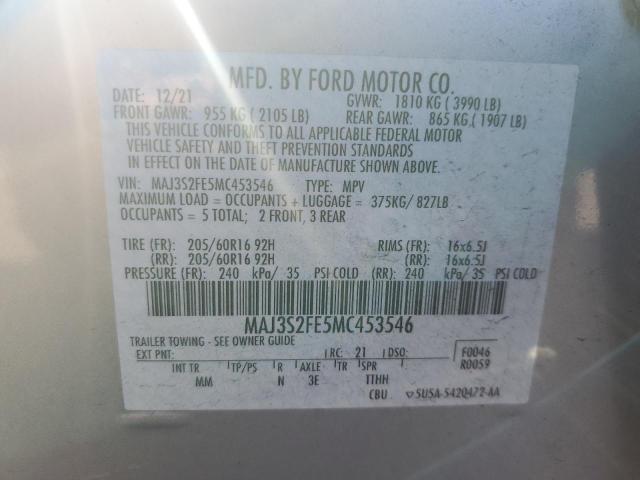 MFD. BY FORD MOTOR CO.
DATE: 12/21 GVWR: 1810 KG ( 3990 LB)
FRONT GAWR: 955 KG ( 2105 LB) REAR GAWR: 865 KG ( 1907 LB)
THIS VEHICLE CONFORMS TO ALL APPLICABLE FEDERAL MOTOR
VEHICLE SAFETY AND THEFT PREVENTION STANDARDS
IN EFFECT ON THE DATE OF MANUFACTURE SHOWN ABOVE.
VIN: MAJ3S2FE5MC453546 TYPE: MPV
MAXIMUM LOAD = OCCUPANTS + LUGGAGE = 375KG/ 827LB
OCCUPANTS = 5 TOTAL; 2 FRONT, 3 REAR
TIRE (FR): 205/60R16 92H RIMS (FR): 16x6.5J
(RR): 205/60R16 92H (RR): 16x6.5J
PRESSURE (FR): 240 kPa/ 35 PSI COLD (RR): 240 kPa/ 35 PSI COLD
MAJ3S2FE5MC453546
TRAILER TOWING - SEE OWNER GUIDE
EXT PNT: RC: 21 DSO: F0046
R0059
INT TR TP/PS R AXLE TR SPR
MM N 3E TTHH
CBU 5U5A-5420472-AA